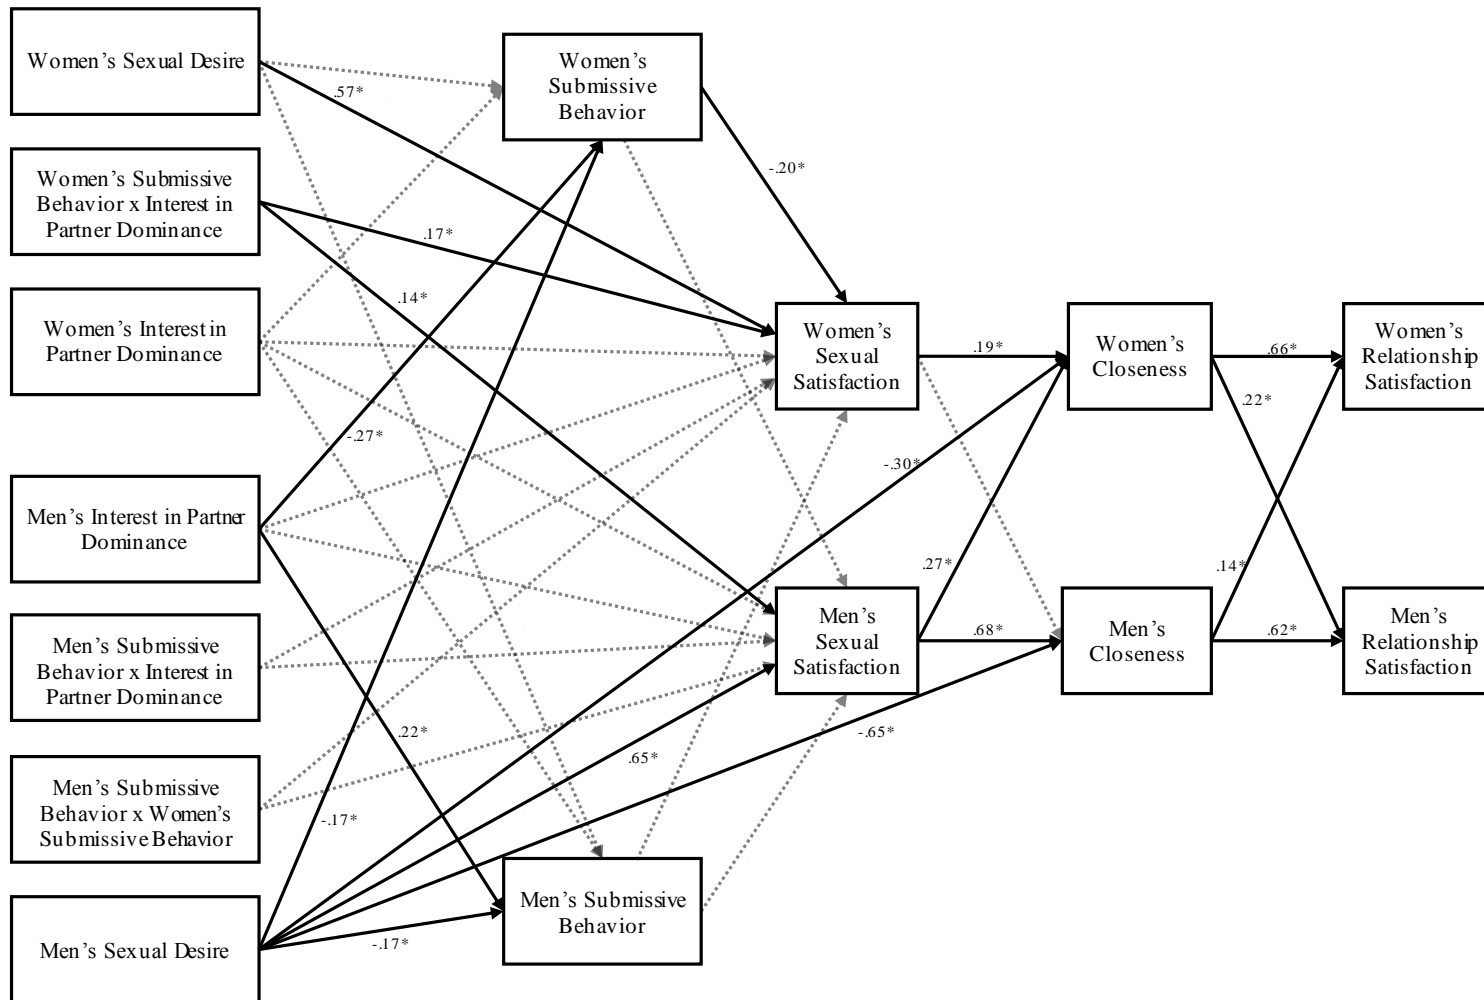 Women's Sexual Desire
Women's Submissive
Behavior x Interest in
Partner Dominance
Women's Interest in
Partner Dominance
Men's Interest in Partner
Dominance
Men's Submissive
Behavior x Interest in
Partner Dominance
Men's Submissive
Behavior x Women's
Submissive Behavior
Men's Sexual Desire
Women's
Submissive
Behavior
Men's Submissive
Behavior
.57*
.17*
.14*
-.27*
.22*
-.17*
-.17*
-.20*
.65*
-.65*
-.30*
Women's
Sexual
Satisfaction
Men's
Sexual
Satisfaction
.19*
.27*
.68*
Women's
Closeness
Men's
Closeness
.66*
.22*
.14*
.62*
Women's
Relationship
Satisfaction
Men's
Relationship
Satisfaction